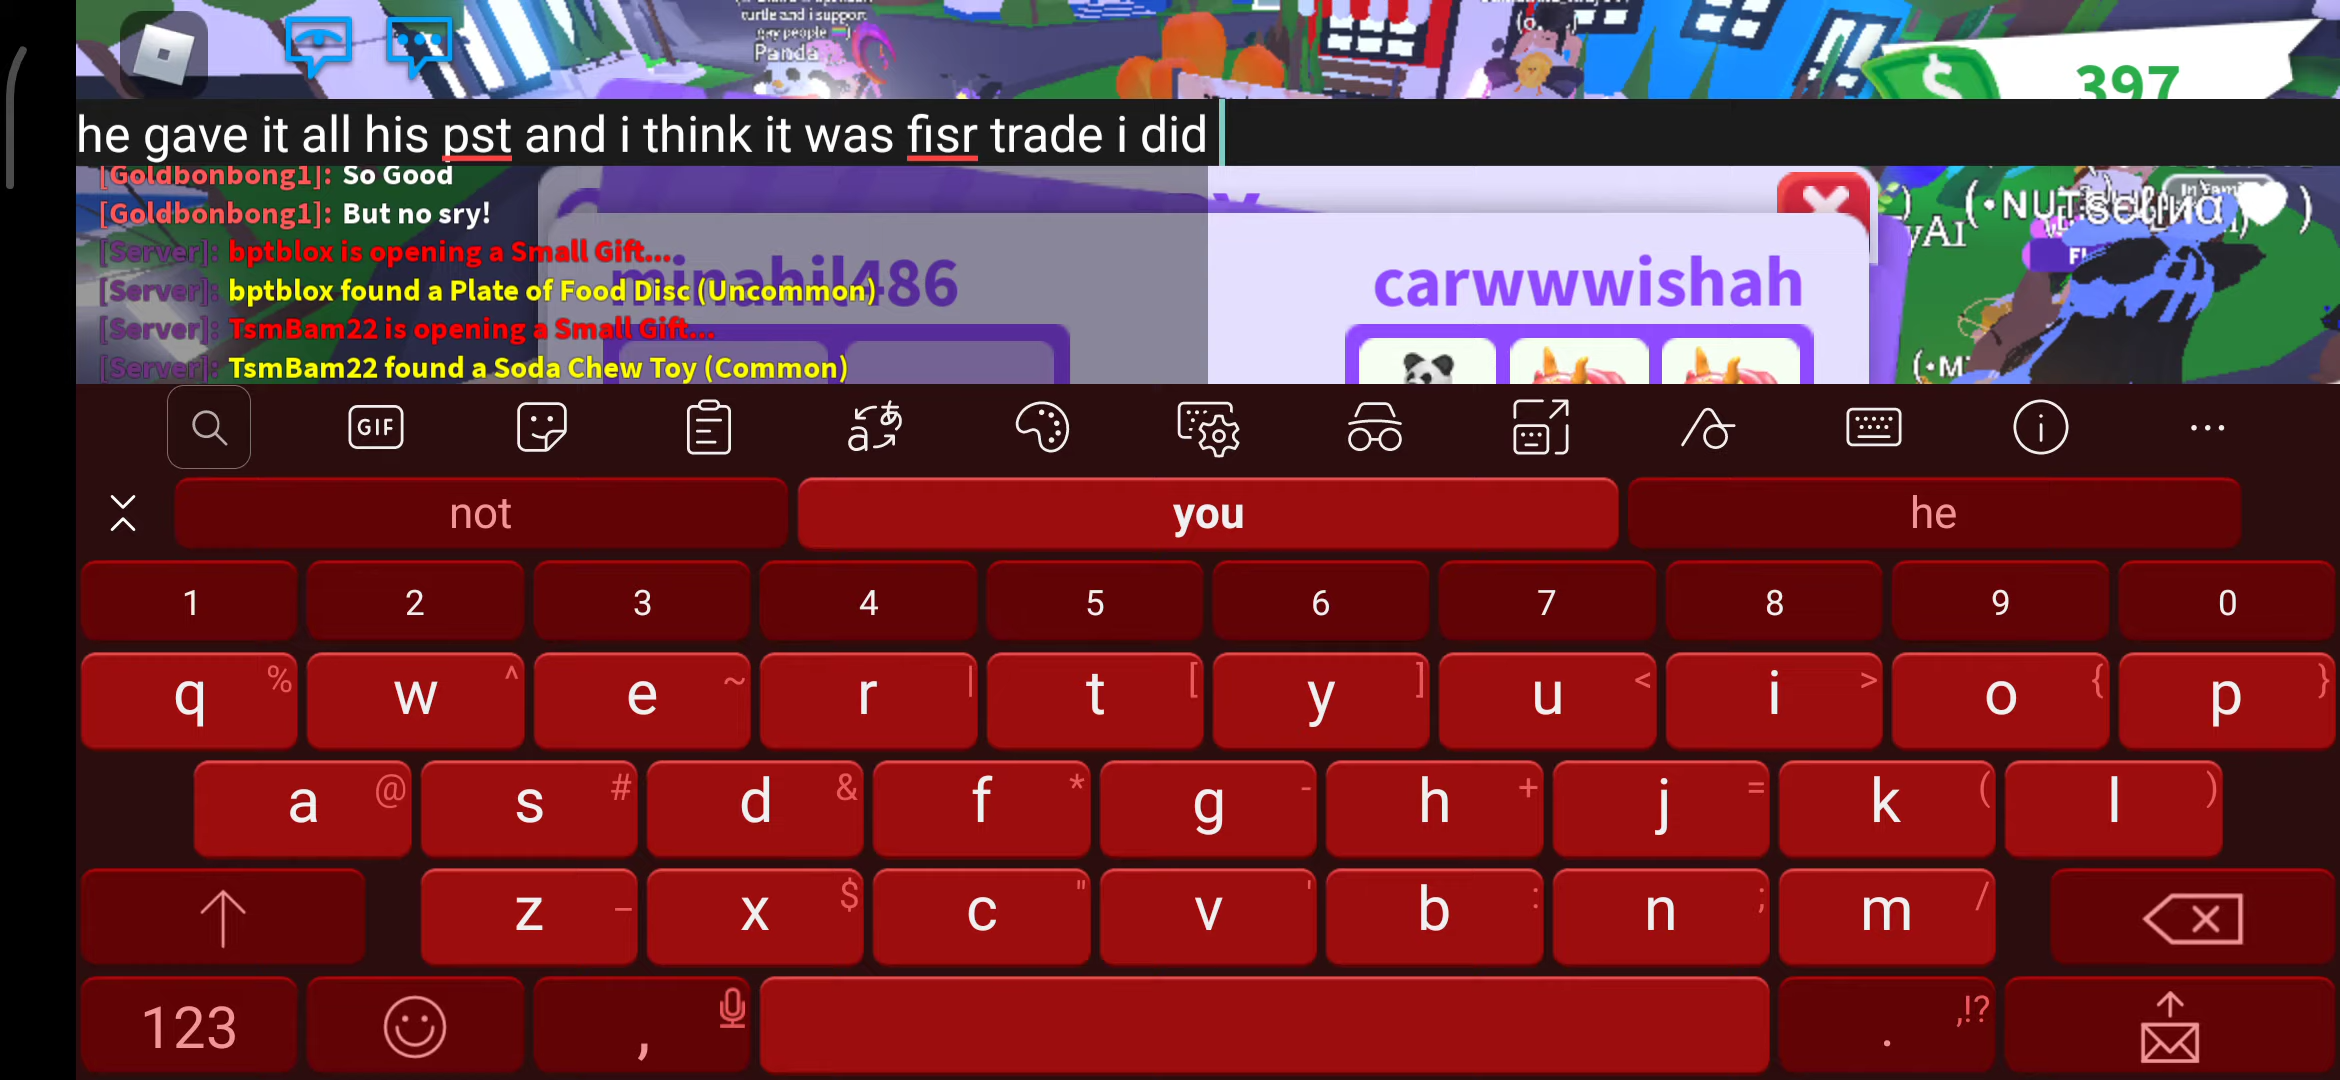 turtle and i support
gay people
Panda
397
he gave it all his pst and i think it was fisr trade i did
[Goldbonbong1]: So Good
[Goldbonbong1]: But no sry!
[Server]: bptblox is opening a Small Gift...
[Server]: bptblox found a Plate of Food Disc (Uncommon)
[Server]: TsmBam22 is opening a Small Gift...
[Server]: TsmBam22 found a Soda Chew Toy (Common)
minahil486
carwwwishah
GIF
not you he
1 2 3 4 5 6 7 8 9 0
q % w ^ e ~ r | t [ y ] u < i > o { p }
a @ s # d & f * g - h + j = k ( l )
z _ x $ c " v ' b : n ; m /
123 , . ,!?